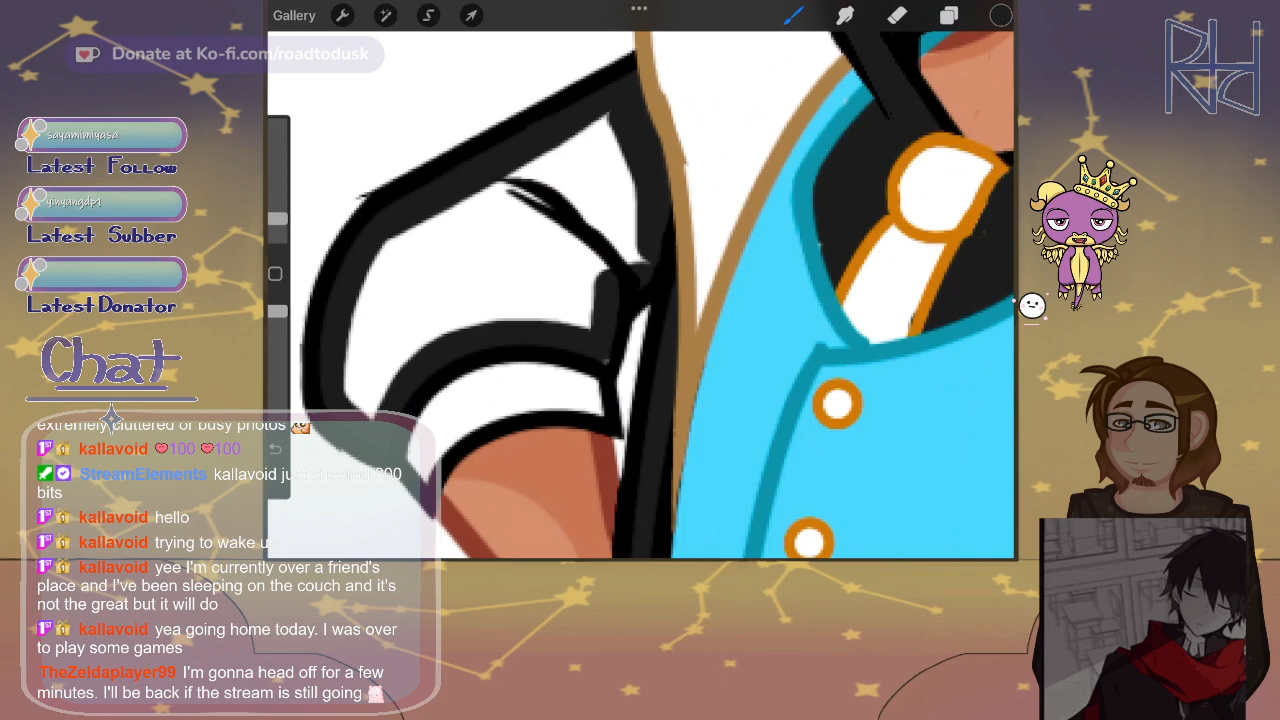 Gallery
Donate at Ko-fi.com/roadtodusk
sayamimiyasa
Latest Follow
yinyangdp1
Latest Subber
Latest Donator
Chat
extremely cluttered or busy photos
kallavoid 100 100
StreamElements kallavoid just cheered 200
bits
kallavoid hello
kallavoid trying to wake up
kallavoid yee I'm currently over a friend's
place and I've been sleeping on the couch and it's
not the great but it will do
kallavoid yea going home today. I was over
to play some games
TheZeldaplayer99 I'm gonna head off for a few
minutes. I'll be back if the stream is still going